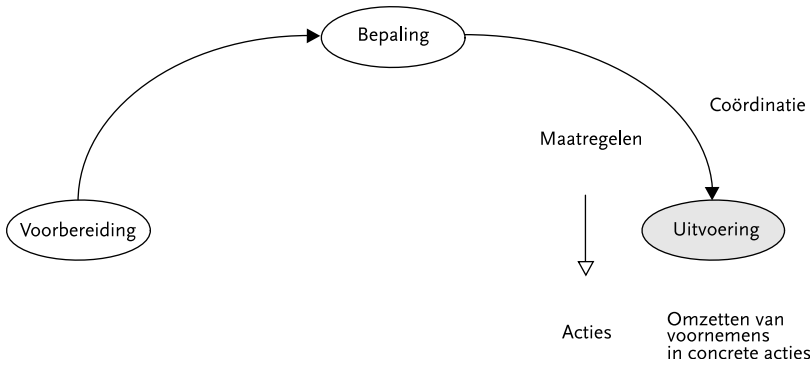 Bepaling
Coördinatie
Maatregelen
Voorbereiding
Uitvoering
Acties
Omzetten van
voornemens
in concrete acties